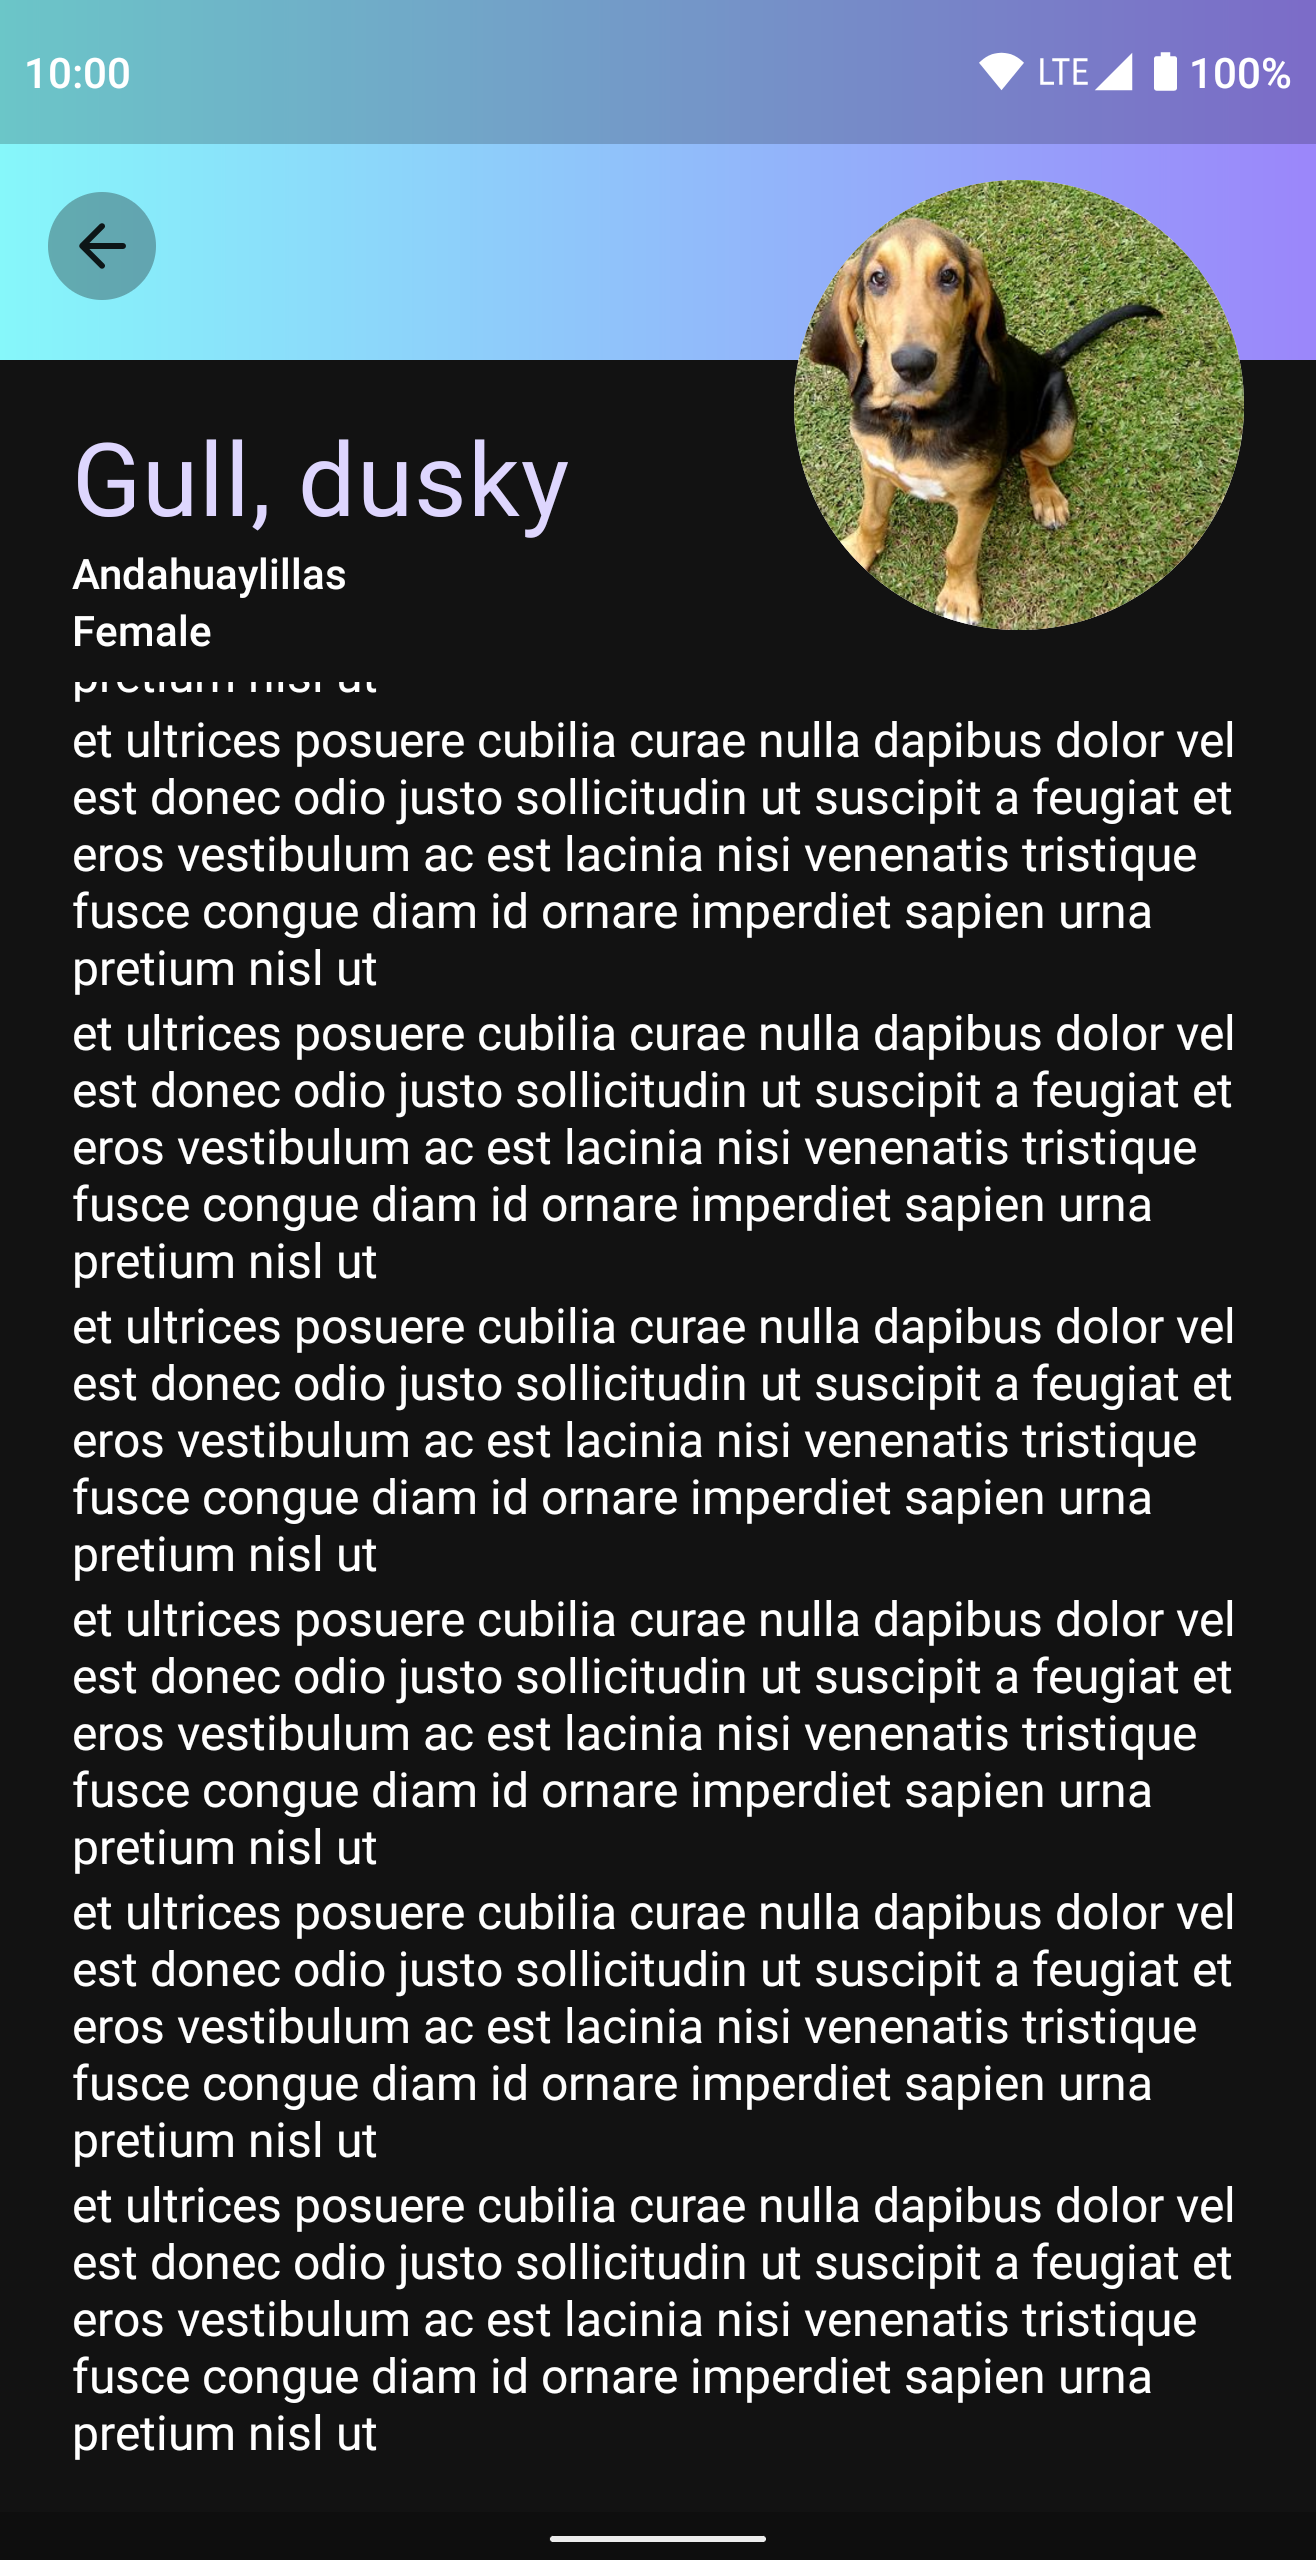 10:00 LTE 100%
Gull, dusky
Andahuaylillas
Female
pretium nisl ut
et ultrices posuere cubilia curae nulla dapibus dolor vel
est donec odio justo sollicitudin ut suscipit a feugiat et
eros vestibulum ac est lacinia nisi venenatis tristique
fusce congue diam id ornare imperdiet sapien urna
pretium nisl ut
et ultrices posuere cubilia curae nulla dapibus dolor vel
est donec odio justo sollicitudin ut suscipit a feugiat et
eros vestibulum ac est lacinia nisi venenatis tristique
fusce congue diam id ornare imperdiet sapien urna
pretium nisl ut
et ultrices posuere cubilia curae nulla dapibus dolor vel
est donec odio justo sollicitudin ut suscipit a feugiat et
eros vestibulum ac est lacinia nisi venenatis tristique
fusce congue diam id ornare imperdiet sapien urna
pretium nisl ut
et ultrices posuere cubilia curae nulla dapibus dolor vel
est donec odio justo sollicitudin ut suscipit a feugiat et
eros vestibulum ac est lacinia nisi venenatis tristique
fusce congue diam id ornare imperdiet sapien urna
pretium nisl ut
et ultrices posuere cubilia curae nulla dapibus dolor vel
est donec odio justo sollicitudin ut suscipit a feugiat et
eros vestibulum ac est lacinia nisi venenatis tristique
fusce congue diam id ornare imperdiet sapien urna
pretium nisl ut
et ultrices posuere cubilia curae nulla dapibus dolor vel
est donec odio justo sollicitudin ut suscipit a feugiat et
eros vestibulum ac est lacinia nisi venenatis tristique
fusce congue diam id ornare imperdiet sapien urna
pretium nisl ut